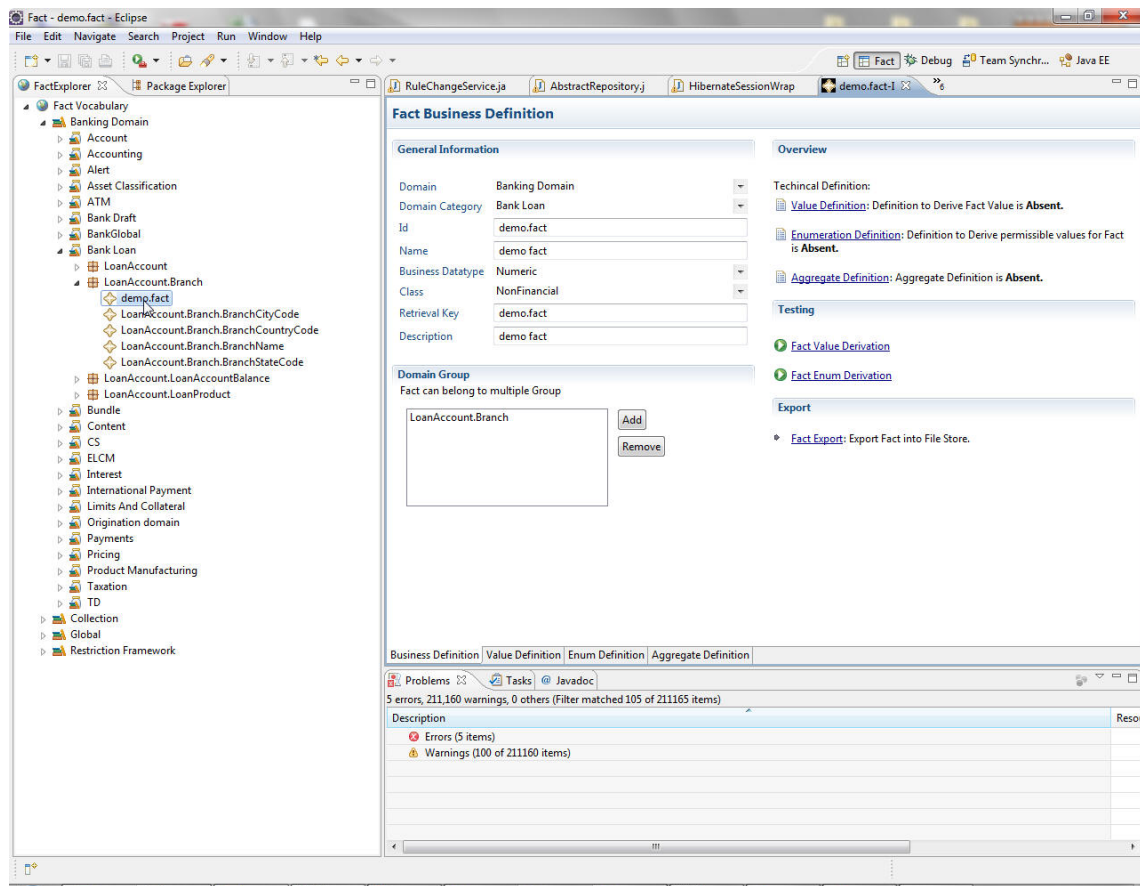 Fact - demo.fact - Eclipse
File Edit Navigate Search Project Run Window Help
Fact Debug Team Synchr... Java EE
FactExplorer Package Explorer
Fact Vocabulary
Banking Domain
Account
Accounting
Alert
Asset Classification
ATM
Bank Draft
BankGlobal
Bank Loan
LoanAccount
LoanAccount.Branch
demo.fact
LoanAccount.Branch.BranchCityCode
LoanAccount.Branch.BranchCountryCode
LoanAccount.Branch.BranchName
LoanAccount.Branch.BranchStateCode
LoanAccount.LoanAccountBalance
LoanAccount.LoanProduct
Bundle
Content
CS
ELCM
Interest
International Payment
Limits And Collateral
Origination domain
Payments
Pricing
Product Manufacturing
Taxation
TD
Collection
Global
Restriction Framework
RuleChangeService.ja AbstractRepository.j HibernateSessionWrap demo.fact-I »6
Fact Business Definition
General Information
Domain Banking Domain
Domain Category Bank Loan
Id demo.fact
Name demo fact
Business Datatype Numeric
Class NonFinancial
Retrieval Key demo.fact
Description demo fact
Domain Group
Fact can belong to multiple Group
LoanAccount.Branch
Add
Remove
Overview
Techincal Definition:
Value Definition: Definition to Derive Fact Value is Absent.
Enumeration Definition: Definition to Derive permissible values for Fact
is Absent.
Aggregate Definition: Aggregate Definition is Absent.
Testing
Fact Value Derivation
Fact Enum Derivation
Export
Fact Export: Export Fact into File Store.
Business Definition Value Definition Enum Definition Aggregate Definition
Problems Tasks @ Javadoc
5 errors, 211,160 warnings, 0 others (Filter matched 105 of 211165 items)
Description Reso
Errors (5 items)
Warnings (100 of 211160 items)